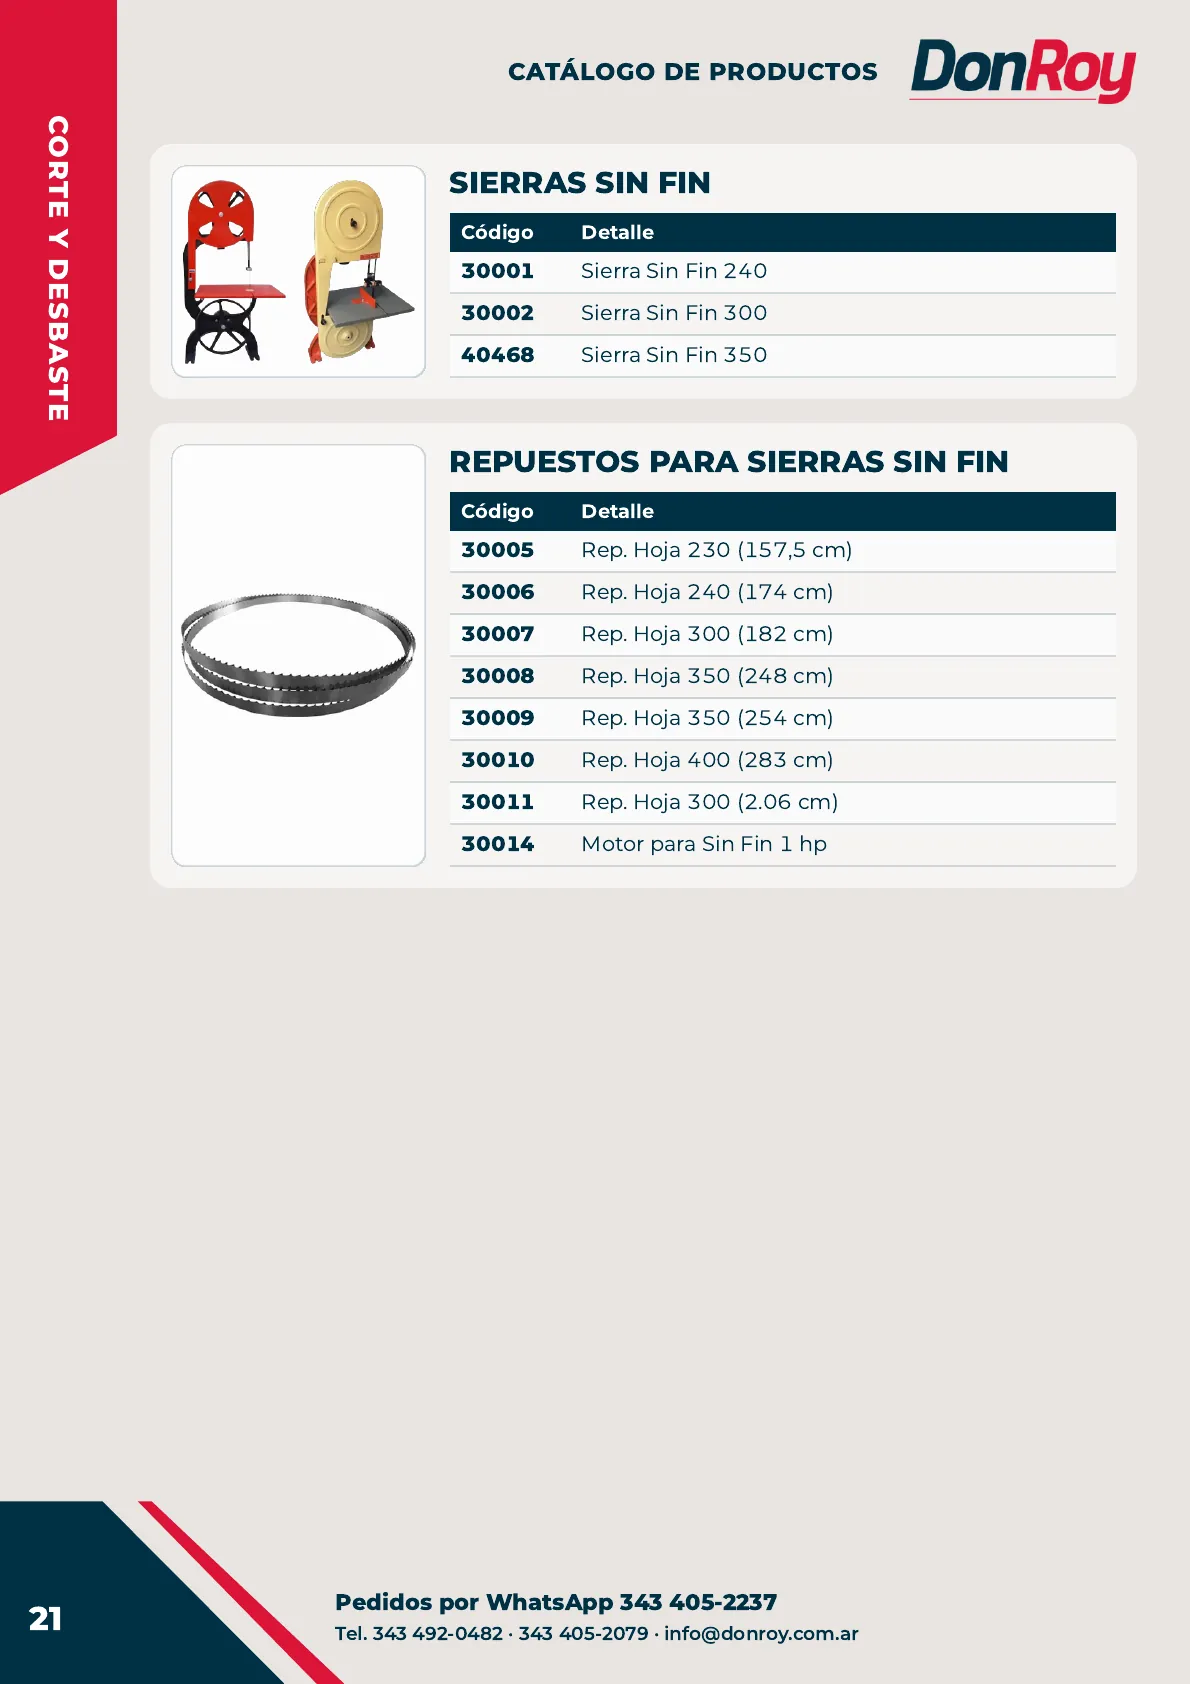 CATÁLOGO DE PRODUCTOS
DonRoy
CORTE Y DESBASTE
SIERRAS SIN FIN
Código Detalle
30001 Sierra Sin Fin 240
30002 Sierra Sin Fin 300
40468 Sierra Sin Fin 350
REPUESTOS PARA SIERRAS SIN FIN
Código Detalle
30005 Rep. Hoja 230 (157,5 cm)
30006 Rep. Hoja 240 (174 cm)
30007 Rep. Hoja 300 (182 cm)
30008 Rep. Hoja 350 (248 cm)
30009 Rep. Hoja 350 (254 cm)
30010 Rep. Hoja 400 (283 cm)
30011 Rep. Hoja 300 (2.06 cm)
30014 Motor para Sin Fin 1 hp
21
Pedidos por WhatsApp 343 405-2237
Tel. 343 492-0482 · 343 405-2079 · info@donroy.com.ar